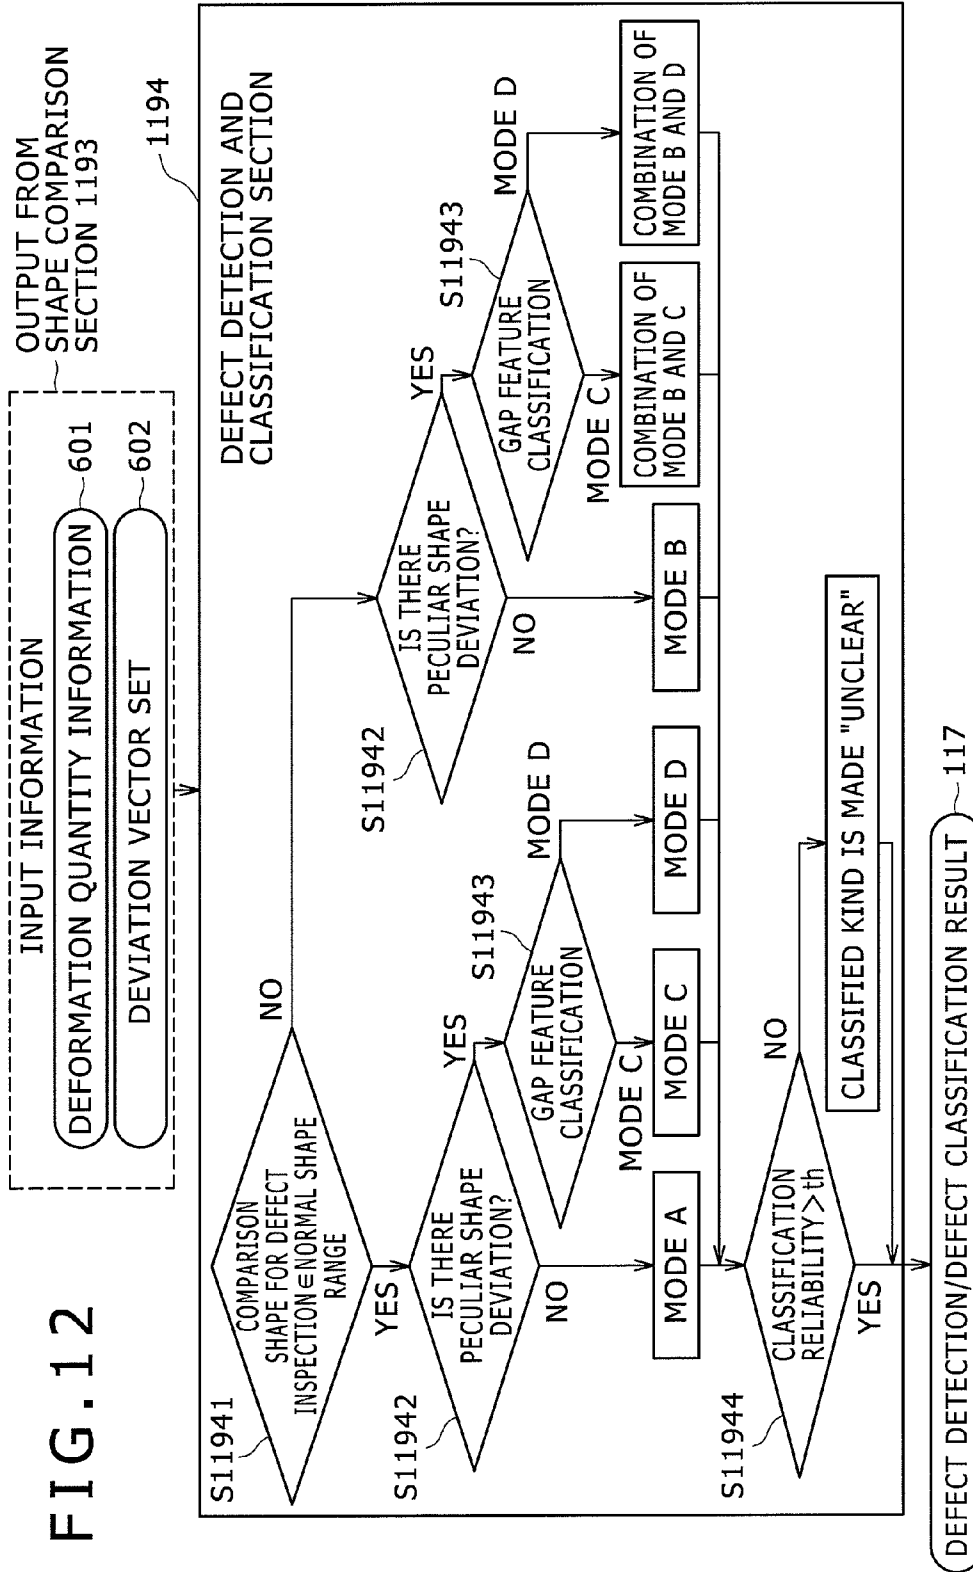 FIG.12
OUTPUT FROM
SHAPE COMPARISON
SECTION 1193
INPUT INFORMATION
DEFORMATION QUANTITY INFORMATION
601
DEVIATION VECTOR SET
602
1194
DEFECT DETECTION AND
CLASSIFICATION SECTION
S11941
COMPARISON
SHAPE FOR DEFECT
INSPECTION∈NORMAL SHAPE
RANGE
NO
YES
S11942
IS THERE
PECULIAR SHAPE
DEVIATION?
YES
NO
S11943
GAP FEATURE
CLASSIFICATION
MODE D
MODE C
S11942
IS THERE
PECULIAR SHAPE
DEVIATION?
YES
NO
S11943
GAP FEATURE
CLASSIFICATION
MODE D
MODE C
MODE A
MODE C
MODE D
MODE B
COMBINATION OF
MODE B AND C
COMBINATION OF
MODE B AND D
S11944
CLASSIFICATION
RELIABILITY>th
NO
YES
CLASSIFIED KIND IS MADE "UNCLEAR"
DEFECT DETECTION/DEFECT CLASSIFICATION RESULT
117